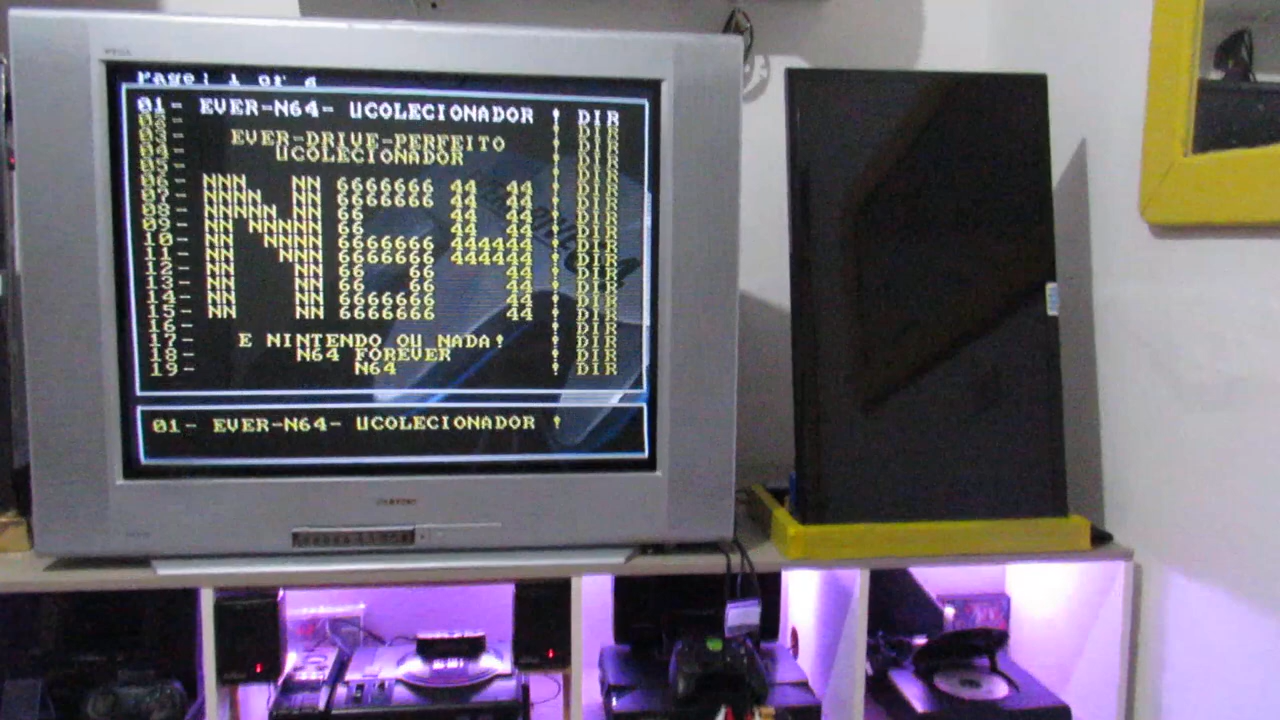 Page: 1 of 6
01- EVER-N64- UCOLECIONADOR ! DIR
02- ! DIR
03- EVER-DRIVE-PERFEITO ! DIR
04- UCOLECIONADOR ! DIR
05- ! DIR
06- NNN NN 6666666 44 44 ! DIR
07- NNNN NN 6666666 44 44 ! DIR
08- NNNNN NN 66 44 44 ! DIR
09- NN NNNNN 66 44 44 ! DIR
10- NN NNNN 6666666 444444 ! DIR
11- NN NNN 6666666 444444 ! DIR
12- NN NN 66 66 44 ! DIR
13- NN NN 66 66 44 ! DIR
14- NN NN 6666666 44 ! DIR
15- NN NN 6666666 44 ! DIR
16- ! DIR
17- E NINTENDO OU NADA! ! DIR
18- N64 FOREVER ! DIR
19- N64 ! DIR
01- EVER-N64- UCOLECIONADOR !